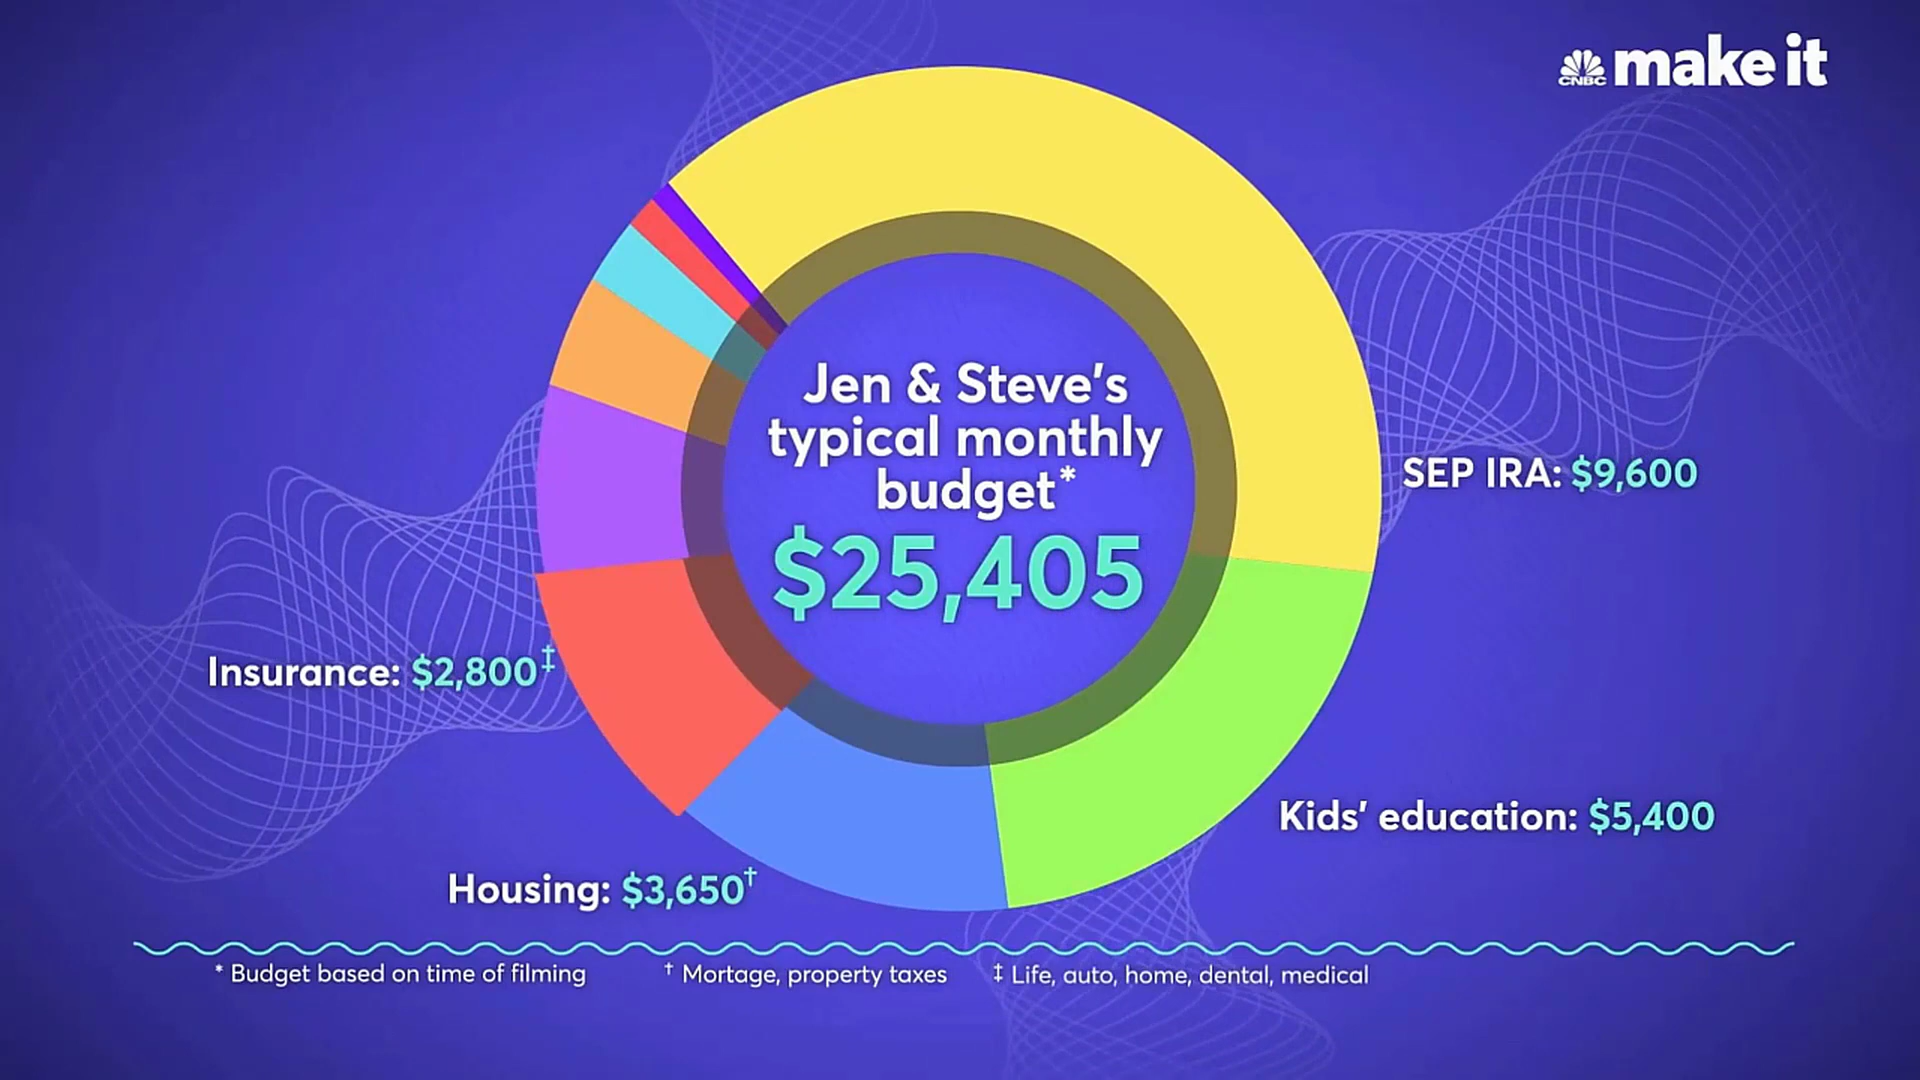 CNBC make it
Jen & Steve's
typical monthly
budget*
$25,405
SEP IRA: $9,600
Kids' education: $5,400
Insurance: $2,800‡
Housing: $3,650†
* Budget based on time of filming
† Mortage, property taxes
‡ Life, auto, home, dental, medical